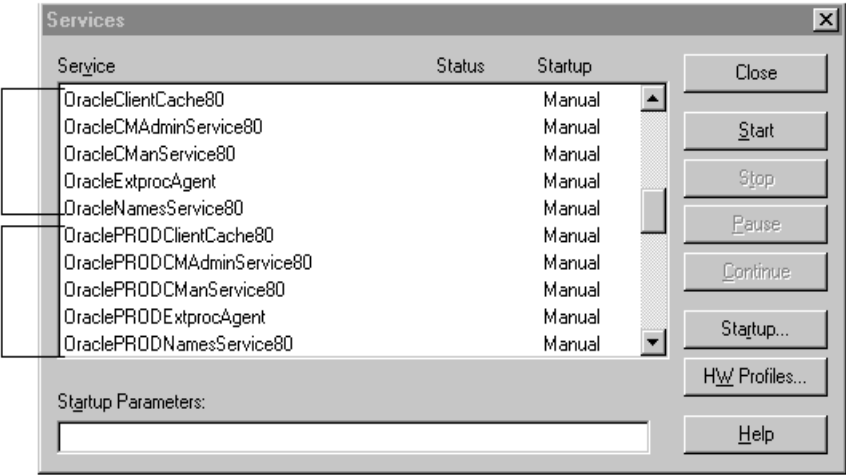 Services
Service Status Startup
OracleClientCache80 Manual
OracleCMAdminService80 Manual
OracleCManService80 Manual
OracleExtprocAgent Manual
OracleNamesService80 Manual
OraclePRODClientCache80 Manual
OraclePRODCMAdminService80 Manual
OraclePRODCManService80 Manual
OraclePRODExtprocAgent Manual
OraclePRODNamesService80 Manual
Startup Parameters:
Close
Start
Stop
Pause
Continue
Startup...
HW Profiles...
Help